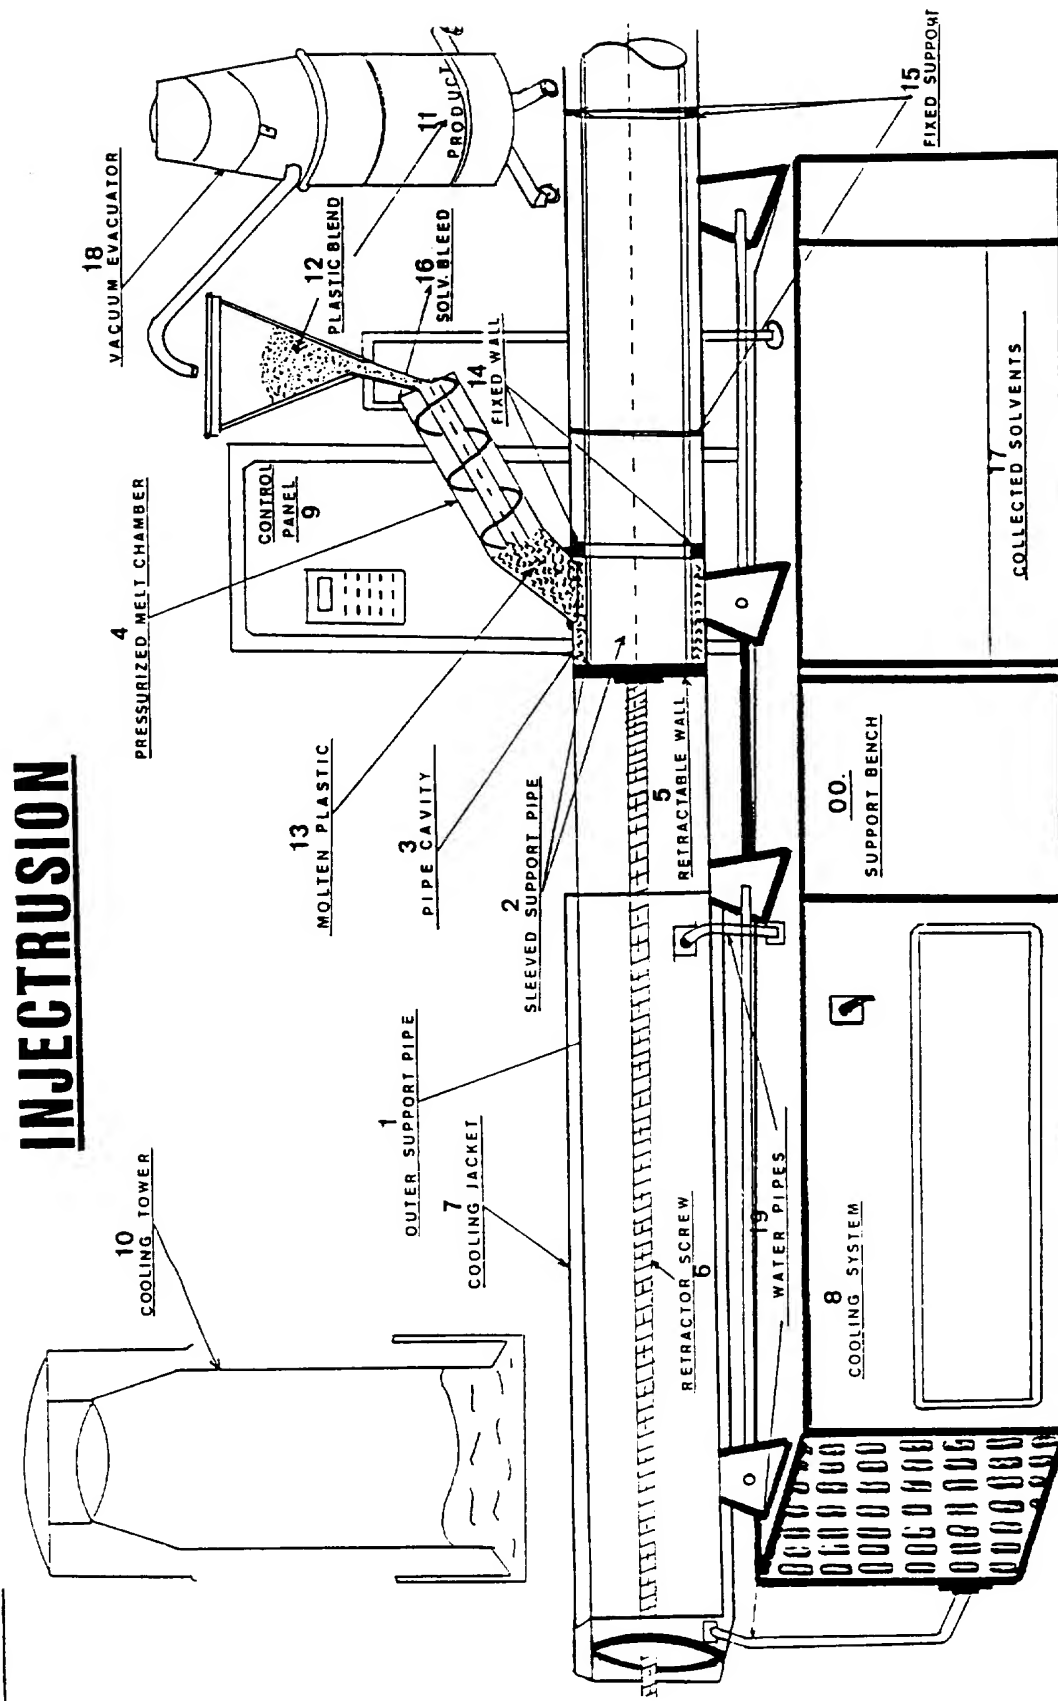 INJECTRUSION
10
COOLING TOWER
18
VACUUM EVACUATOR
4
PRESSURIZED MELT CHAMBER
CONTROL
PANEL
9
12
PLASTIC BLEND
11
PRODUCT
16
SOLV. BLEED
13
MOLTEN PLASTIC
3
PIPE CAVITY
14
FIXED WALL
1
OUTER SUPPORT PIPE
7
COOLING JACKET
2
SLEEVED SUPPORT PIPE
5
RETRACTABLE WALL
15
FIXED SUPPORT
RETRACTOR SCREW
6
19
WATER PIPES
8
COOLING SYSTEM
00.
SUPPORT BENCH
17
COLLECTED SOLVENTS